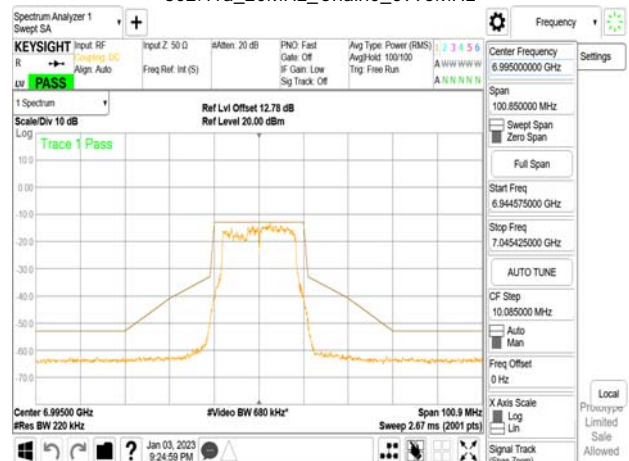 Spectrum Analyzer 1
Swept SA
Frequency
KEYSIGHT
R
PASS
Input: RF
Coupling: DC
Align: Auto
Input Z: 50 Ω
Freq Ref: Int (S)
#Atten: 20 dB
PNO: Fast
Gate: Off
IF Gain: Low
Sig Track: Off
Avg Type: Power (RMS)
Avg|Hold: 100/100
Trig: Free Run
1 2 3 4 5 6
A W W W W W
A N N N N N
1 Spectrum
Scale/Div 10 dB
Ref Lvl Offset 12.78 dB
Ref Level 20.00 dBm
Log
Trace 1 Pass
10.0
0.00
-10.0
-20.0
-30.0
-40.0
-50.0
-60.0
-70.0
Center 6.99500 GHz
#Res BW 220 kHz
#Video BW 680 kHz*
Span 100.9 MHz
Sweep 2.67 ms (2001 pts)
Jan 03, 2023
9:24:59 PM
Center Frequency
6.995000000 GHz
Settings
Span
100.850000 MHz
Swept Span
Zero Span
Full Span
Start Freq
6.944575000 GHz
Stop Freq
7.045425000 GHz
AUTO TUNE
CF Step
10.085000 MHz
Auto
Man
Freq Offset
0 Hz
X Axis Scale
Log
Lin
Signal Track
(Span Zoom)
Local
Prototype
Limited
Sale
Allowed